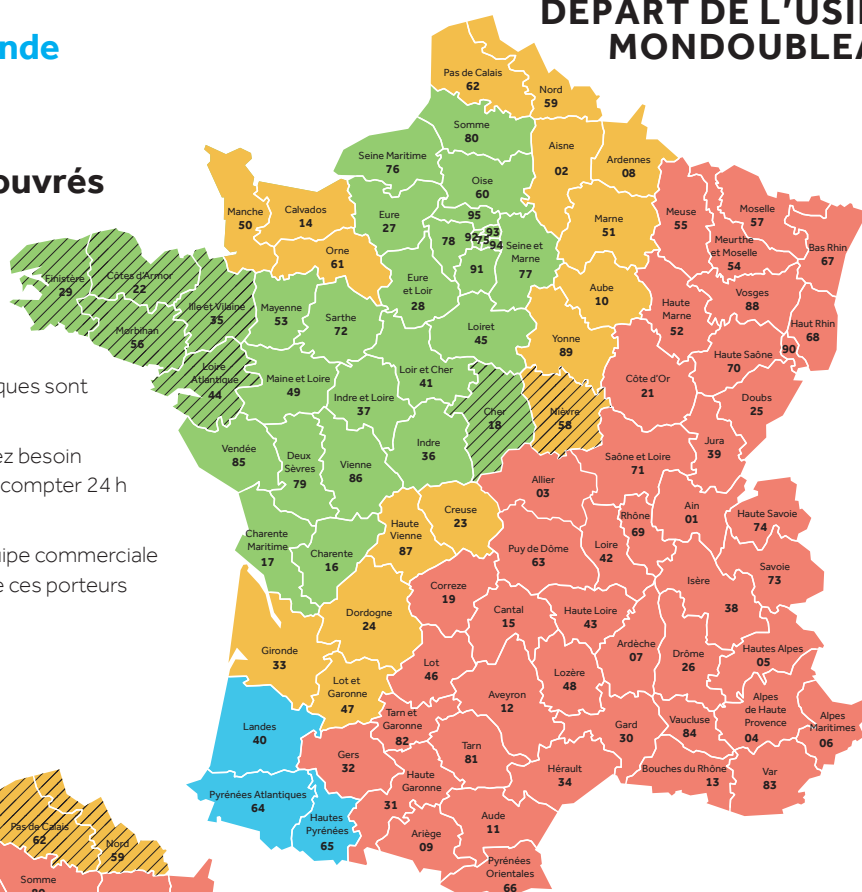 DÉPART DE L'USI
MONDOUBLEA
nde
ouvrés
ques sont
ez besoin
compter 24 h
uipe commerciale
e ces porteurs
Pas de Calais
62
Nord
59
Somme
80
Aisne
02
Ardennes
08
Seine Maritime
76
Oise
60
Manche
50
Calvados
14
Eure
27
95
78
92
75
93
94
91
Seine et
Marne
77
Marne
51
Meuse
55
Moselle
57
Meurthe
et Moselle
54
Bas Rhin
67
Orne
61
Finistère
29
Côtes d'Armor
22
Ille et Vilaine
35
Morbihan
56
Mayenne
53
Sarthe
72
Eure
et Loir
28
Aube
10
Haute
Marne
52
Vosges
88
Haut Rhin
68
Loiret
45
Yonne
89
Haute Saône
70
90
Loire
Atlantique
44
Maine et Loire
49
Indre et Loire
37
Loir et Cher
41
Cher
18
Nièvre
58
Côte d'Or
21
Doubs
25
Vendée
85
Deux
Sèvres
79
Vienne
86
Indre
36
Saône et Loire
71
Jura
39
Allier
03
Creuse
23
Haute
Vienne
87
Charente
Maritime
17
Charente
16
Puy de Dôme
63
Loire
42
Rhône
69
Ain
01
Haute Savoie
74
Savoie
73
Isère
38
Correze
19
Dordogne
24
Cantal
15
Haute Loire
43
Ardèche
07
Drôme
26
Hautes Alpes
05
Gironde
33
Lot et
Garonne
47
Lot
46
Aveyron
12
Lozère
48
Gard
30
Vaucluse
84
Alpes
de Haute
Provence
04
Alpes
Maritimes
06
Landes
40
Tarn et
Garonne
82
Gers
32
Tarn
81
Haute
Garonne
31
Hérault
34
Bouches du Rhône
13
Var
83
Pyrénées Atlantiques
64
Hautes
Pyrénées
65
Ariège
09
Aude
11
Pyrénées
Orientales
66
Pas de Calais
62
Nord
59
Somme
80